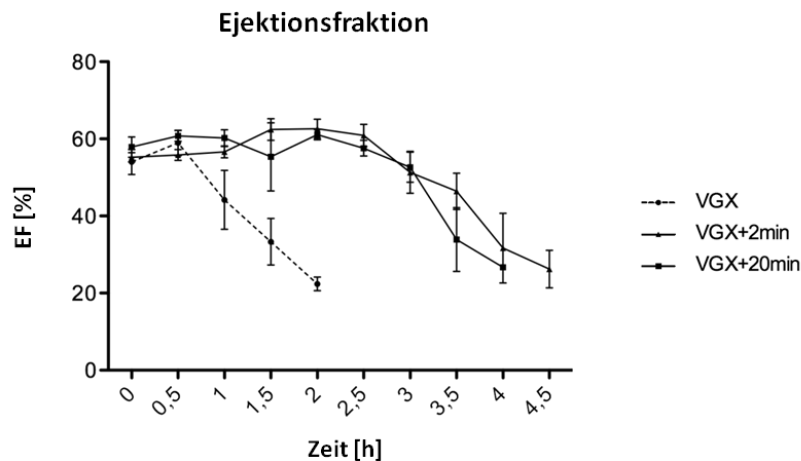 Ejektionsfraktion
80
60
40
20
0
EF [%]
0
0,5
1
1,5
2
2,5
3
3,5
4
4,5
Zeit [h]
VGX
VGX+2min
VGX+20min